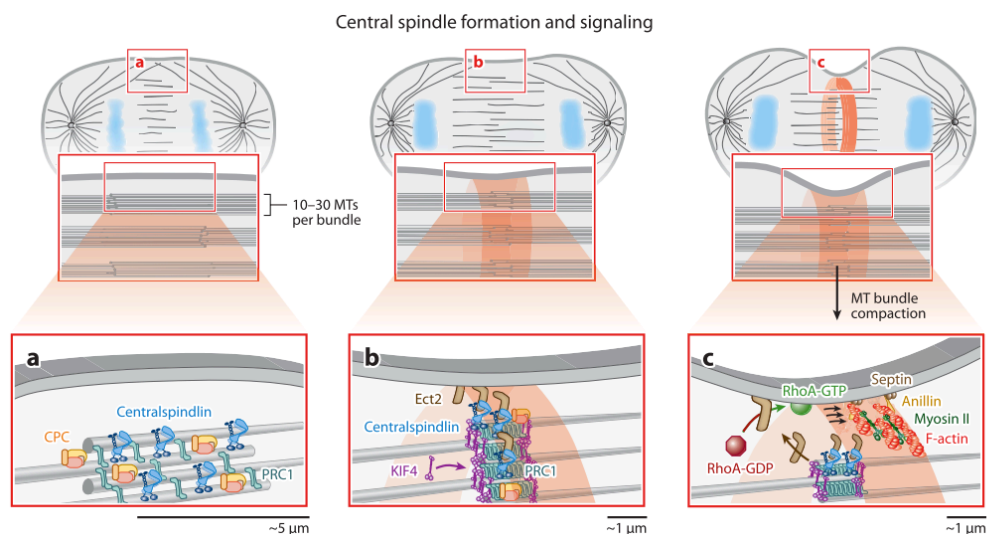 Central spindle formation and signaling
a
b
c
10–30 MTs
per bundle
MT bundle
compaction
a
Centralspindlin
CPC
PRC1
~5 μm
b
Ect2
Centralspindlin
KIF4
PRC1
~1 μm
c
Septin
RhoA-GTP
Anillin
Myosin II
F-actin
RhoA-GDP
~1 μm